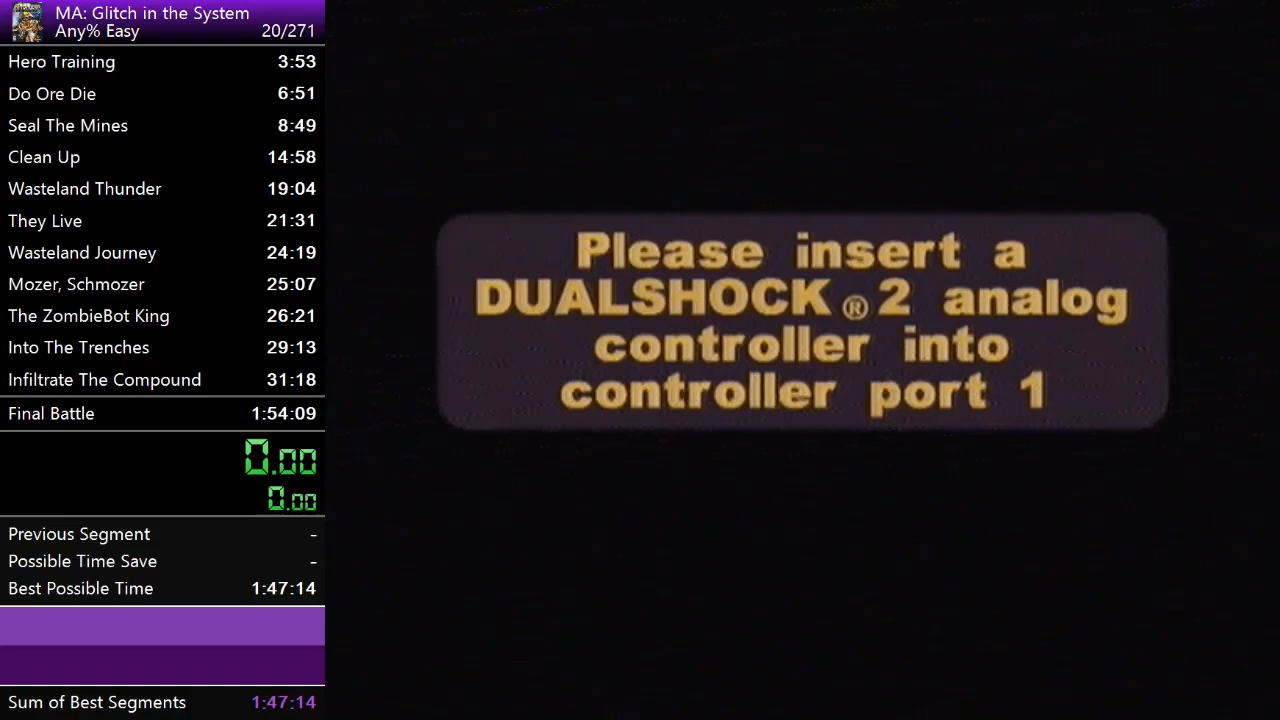 MA: Glitch in the System
Any% Easy 20/271
Hero Training 3:53
Do Ore Die 6:51
Seal The Mines 8:49
Clean Up 14:58
Wasteland Thunder 19:04
They Live 21:31
Wasteland Journey 24:19
Mozer, Schmozer 25:07
The ZombieBot King 26:21
Into The Trenches 29:13
Infiltrate The Compound 31:18
Final Battle 1:54:09
0.00
0.00
Previous Segment -
Possible Time Save -
Best Possible Time 1:47:14
Sum of Best Segments 1:47:14
Please insert a
DUALSHOCK ® 2 analog
controller into
controller port 1